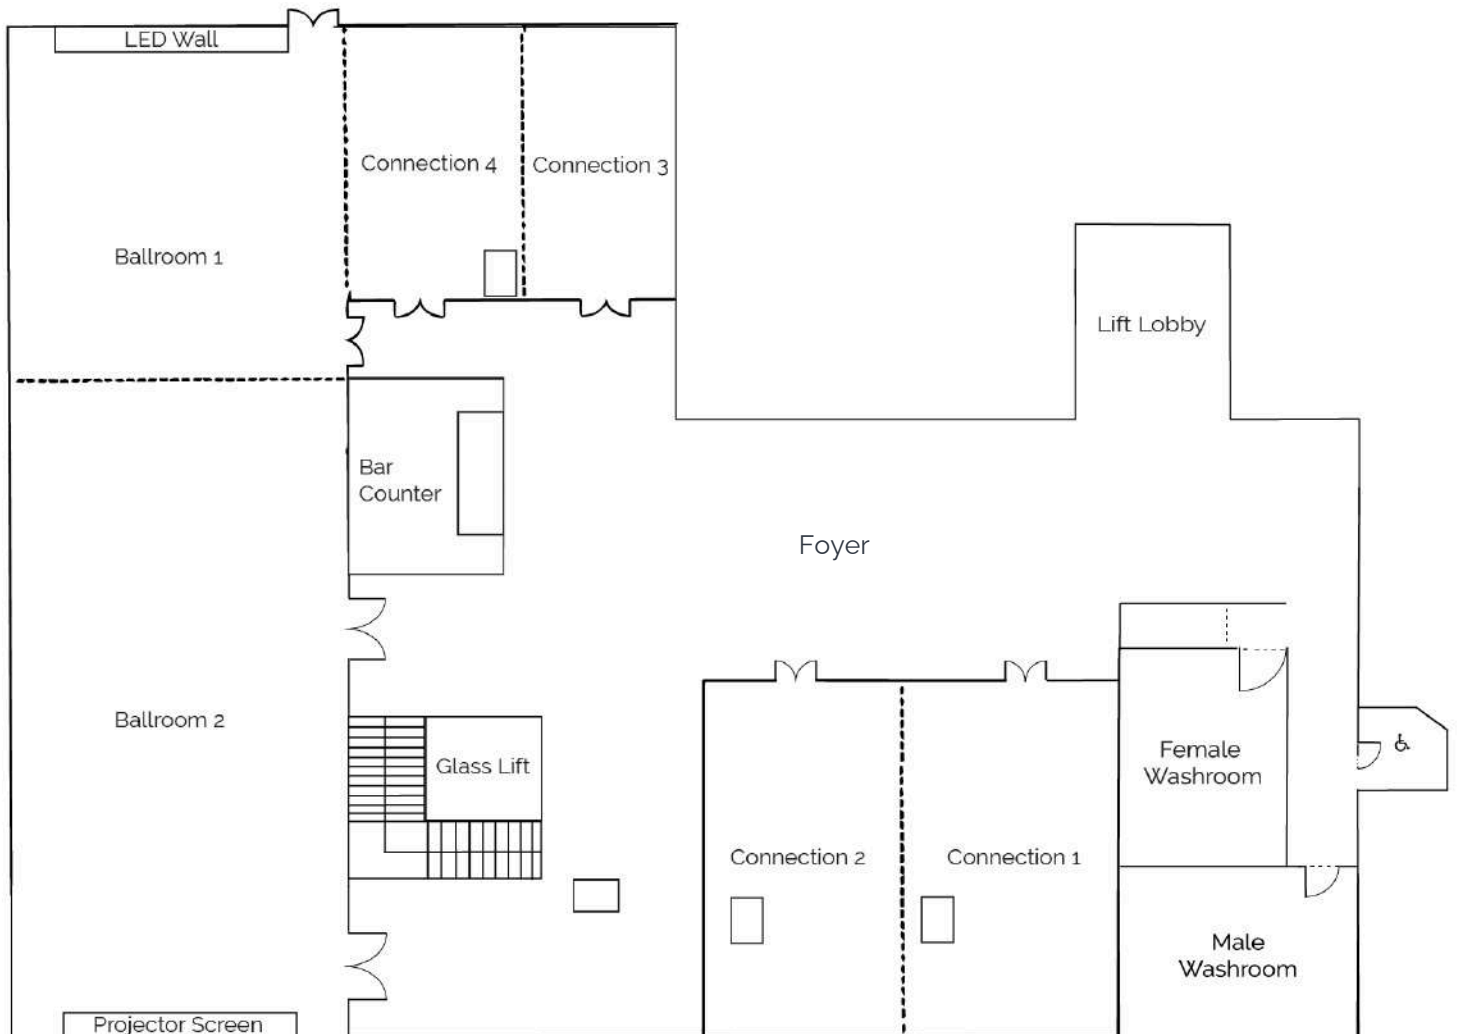 LED Wall
Connection 4
Connection 3
Ballroom 1
Lift Lobby
Bar
Counter
Foyer
Ballroom 2
Glass Lift
Female
Washroom
Connection 2
Connection 1
Male
Washroom
Projector Screen